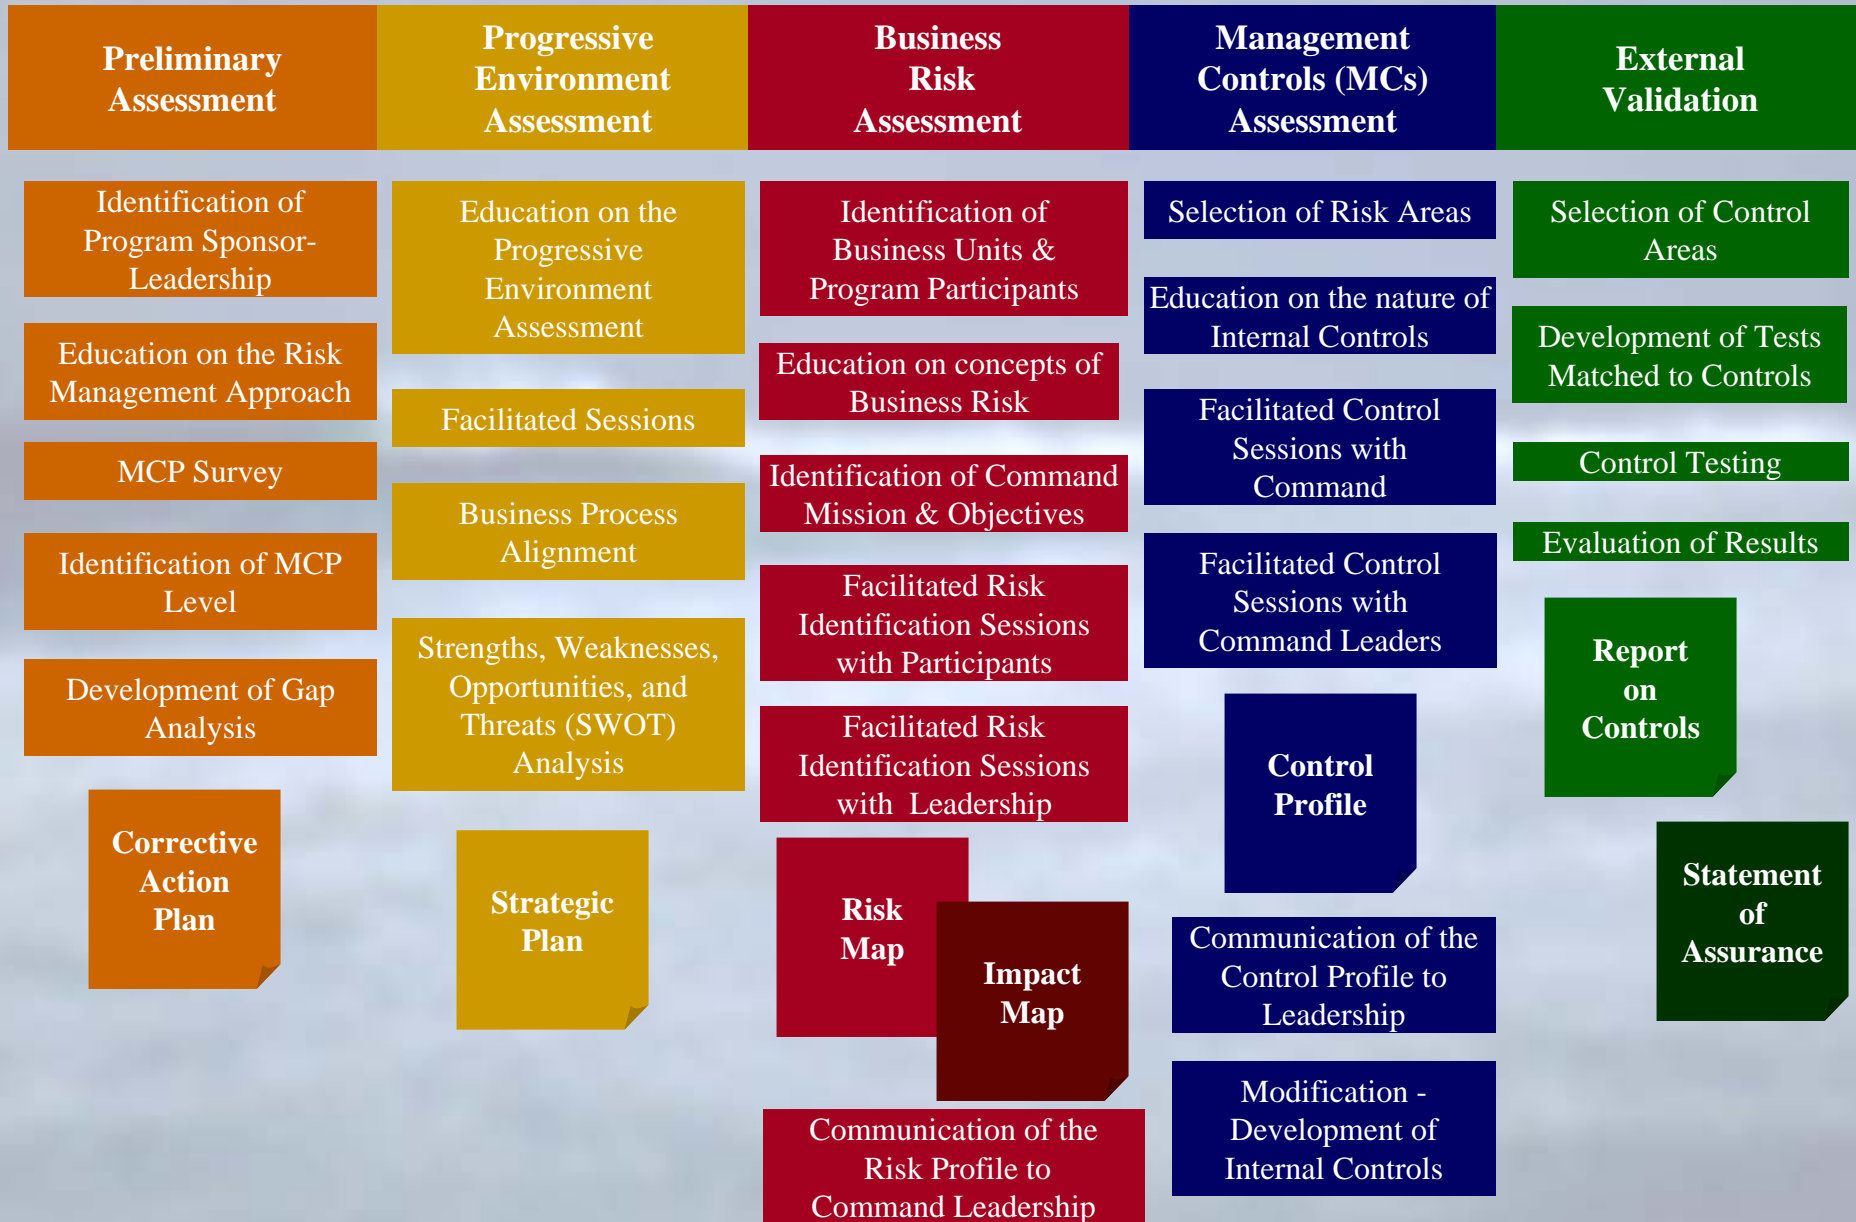 Preliminary
Assessment
Progressive
Environment
Assessment
Business
Risk
Assessment
Management
Controls (MCs)
Assessment
External
Validation
Identification of
Program Sponsor-
Leadership
Education on the Risk
Management Approach
MCP Survey
Identification of MCP
Level
Development of Gap
Analysis
Corrective
Action
Plan
Education on the
Progressive
Environment
Assessment
Facilitated Sessions
Business Process
Alignment
Strengths, Weaknesses,
Opportunities, and
Threats (SWOT)
Analysis
Strategic
Plan
Identification of
Business Units &
Program Participants
Education on concepts of
Business Risk
Identification of Command
Mission & Objectives
Facilitated Risk
Identification Sessions
with Participants
Facilitated Risk
Identification Sessions
with Leadership
Risk
Map
Impact
Map
Communication of the
Risk Profile to
Command Leadership
Selection of Risk Areas
Education on the nature of
Internal Controls
Facilitated Control
Sessions with
Command
Facilitated Control
Sessions with
Command Leaders
Control
Profile
Communication of the
Control Profile to
Leadership
Modification -
Development of
Internal Controls
Selection of Control
Areas
Development of Tests
Matched to Controls
Control Testing
Evaluation of Results
Report
on
Controls
Statement
of
Assurance